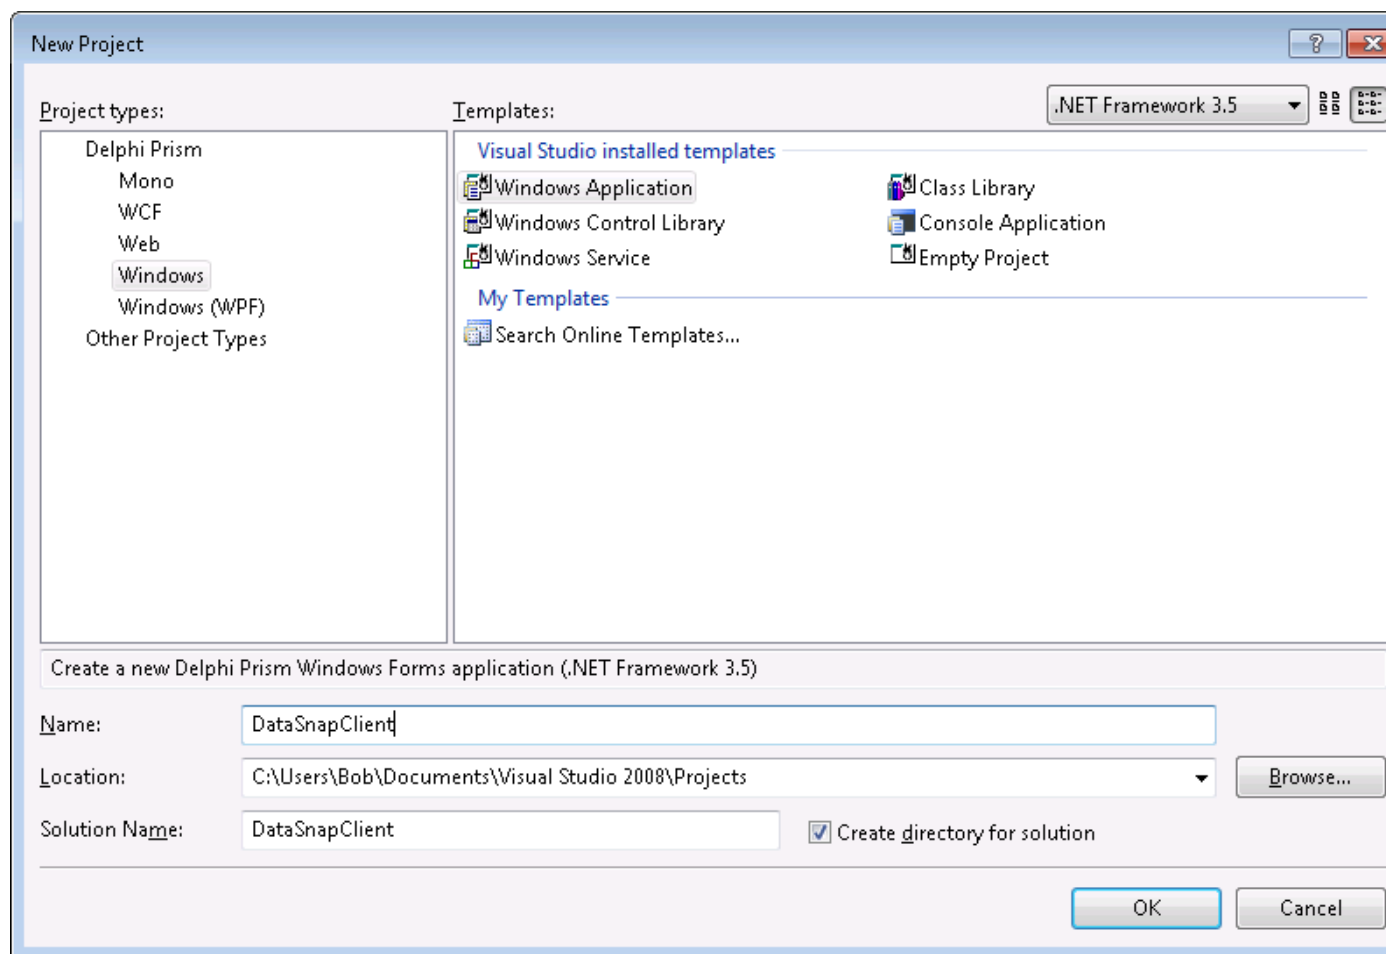 New Project
Project types:
Templates:
.NET Framework 3.5
Delphi Prism
Mono
WCF
Web
Windows
Windows (WPF)
Other Project Types
Visual Studio installed templates
Windows Application
Class Library
Windows Control Library
Console Application
Windows Service
Empty Project
My Templates
Search Online Templates...
Create a new Delphi Prism Windows Forms application (.NET Framework 3.5)
Name:
DataSnapClient
Location:
C:\Users\Bob\Documents\Visual Studio 2008\Projects
Browse...
Solution Name:
DataSnapClient
Create directory for solution
OK
Cancel